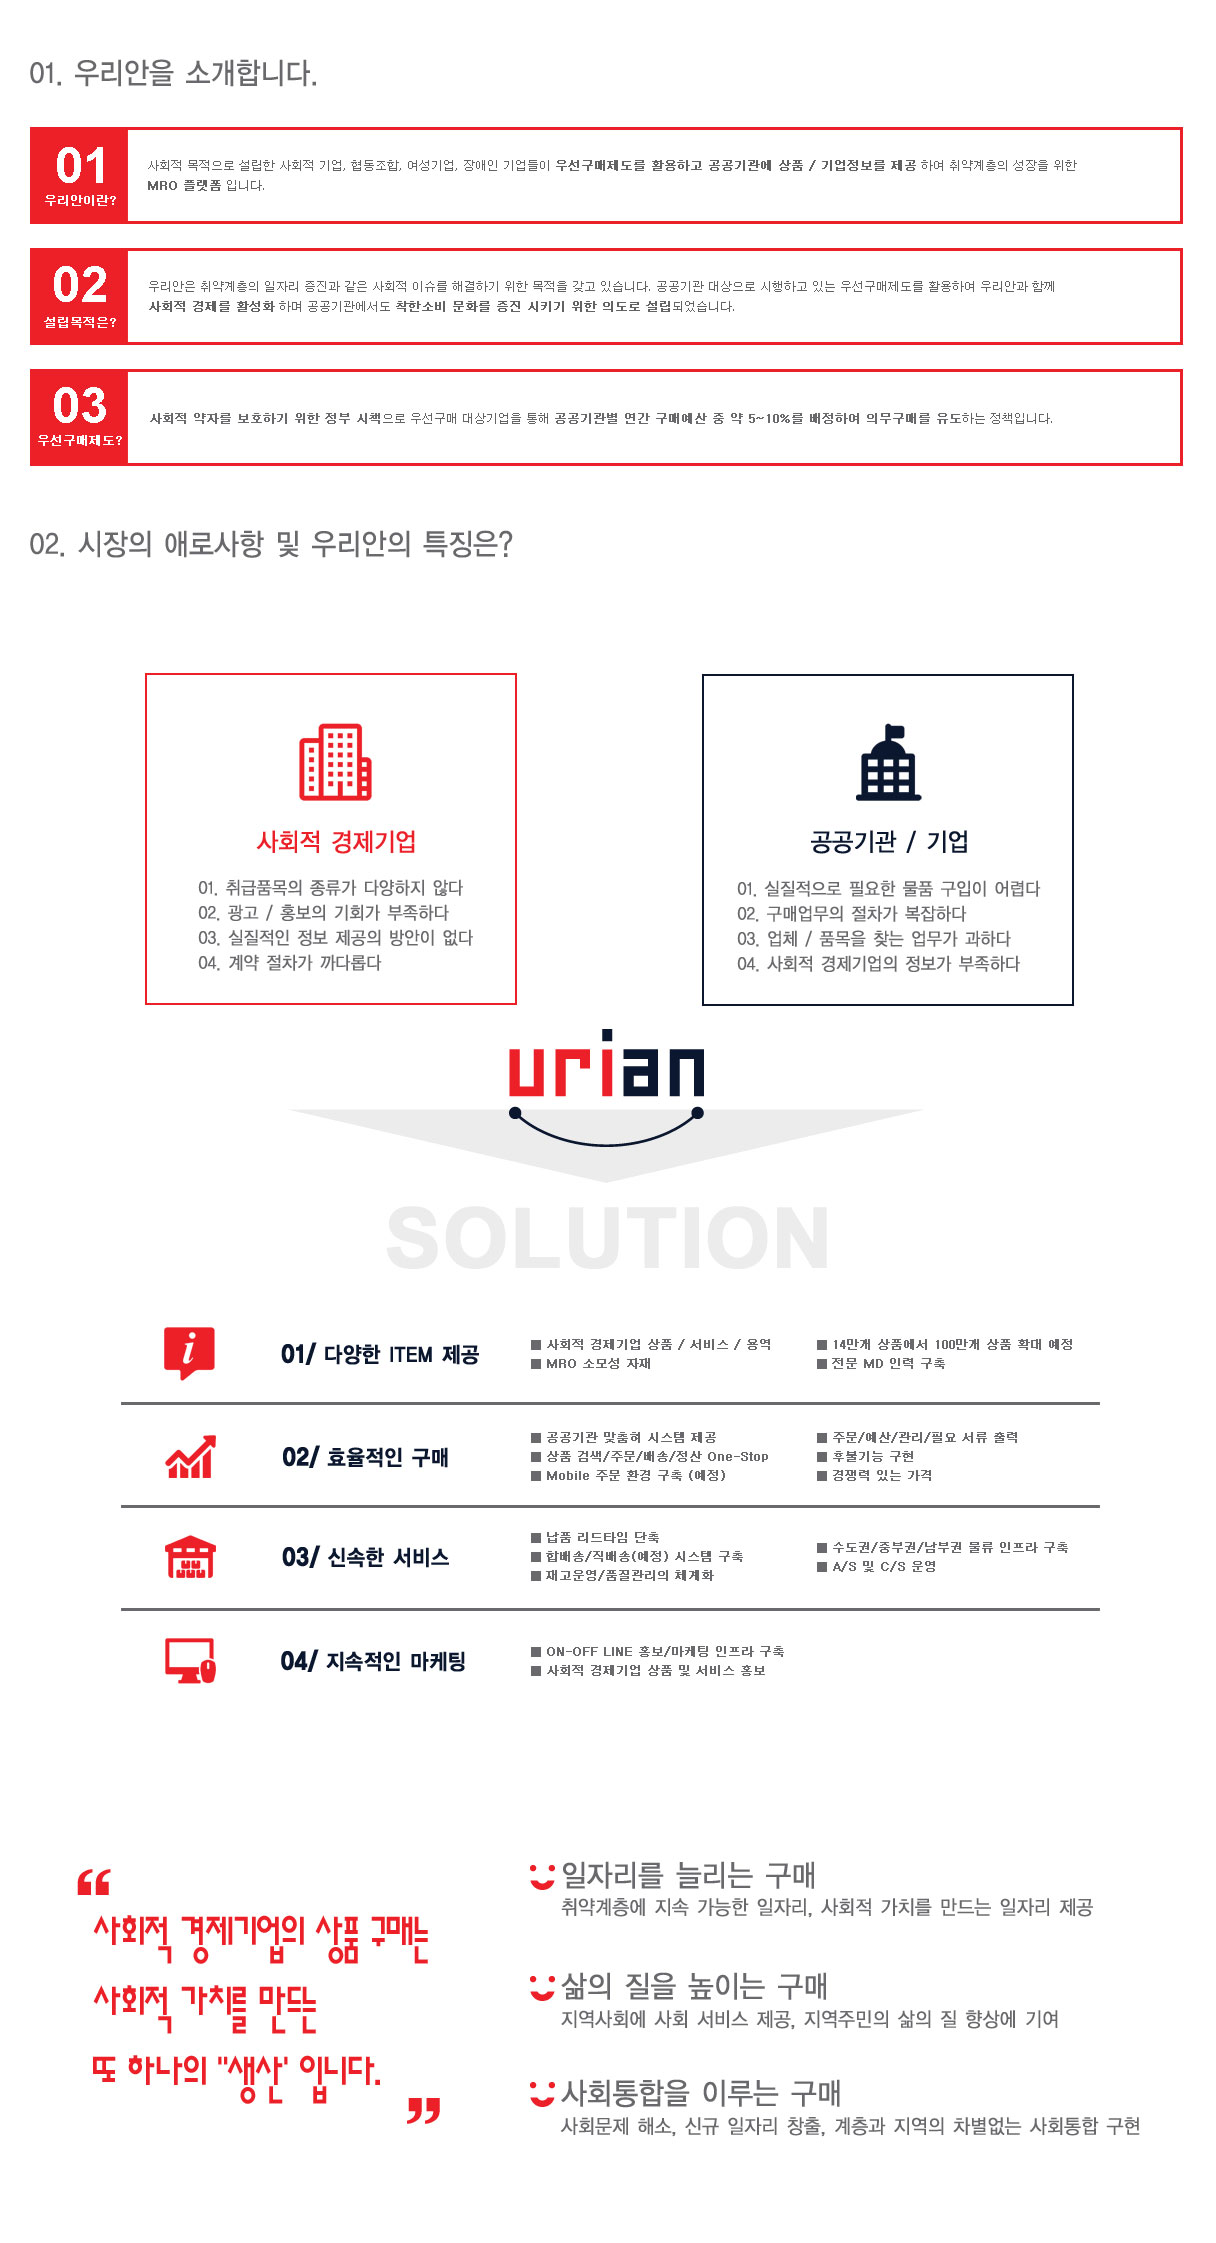 01. 우리안을 소개합니다.
01
우리안이란?
사회적 목적으로 설립한 사회적 기업, 협동조합, 여성기업, 장애인 기업들이 우선구매제도를 활용하고 공공기관에 상품 / 기업정보를 제공 하여 취약계층의 성장을 위한
MRO 플랫폼 입니다.
02
설립목적은?
우리안은 취약계층의 일자리 증진과 같은 사회적 이슈를 해결하기 위한 목적을 갖고 있습니다. 공공기관 대상으로 시행하고 있는 우선구매제도를 활용하여 우리안과 함께
사회적 경제를 활성화 하며 공공기관에서도 착한소비 문화를 증진 시키기 위한 의도로 설립되었습니다.
03
우선구매제도?
사회적 약자를 보호하기 위한 정부 시책으로 우선구매 대상기업을 통해 공공기관별 연간 구매예산 중 약 5~10%를 배정하여 의무구매를 유도하는 정책입니다.
02. 시장의 애로사항 및 우리안의 특징은?
사회적 경제기업
01. 취급품목의 종류가 다양하지 않다
02. 광고 / 홍보의 기회가 부족하다
03. 실질적인 정보 제공의 방안이 없다
04. 계약 절차가 까다롭다
공공기관 / 기업
01. 실질적으로 필요한 물품 구입이 어렵다
02. 구매업무의 절차가 복잡하다
03. 업체 / 품목을 찾는 업무가 과하다
04. 사회적 경제기업의 정보가 부족하다
urian
SOLUTION
01/ 다양한 ITEM 제공
■ 사회적 경제기업 상품 / 서비스 / 용역
■ MRO 소모성 자재
■ 14만개 상품에서 100만개 상품 확대 예정
■ 전문 MD 인력 구축
02/ 효율적인 구매
■ 공공기관 맞춤혀 시스템 제공
■ 상품 검색/주문/배송/정산 One-Stop
■ Mobile 주문 환경 구축 (예정)
■ 주문/예산/관리/필요 서류 출력
■ 후불기능 구현
■ 경쟁력 있는 가격
03/ 신속한 서비스
■ 납품 리드타임 단축
■ 합배송/직배송(예정) 시스템 구축
■ 재고운영/품질관리의 체계화
■ 수도권/중부권/남부권 물류 인프라 구축
■ A/S 및 C/S 운영
04/ 지속적인 마케팅
■ ON-OFF LINE 홍보/마케팅 인프라 구축
■ 사회적 경제기업 상품 및 서비스 홍보
“
사회적 경제기업의 상품 구매는
사회적 가치를 만드는
또 하나의 "생산' 입니다.
”
일자리를 늘리는 구매
취약계층에 지속 가능한 일자리, 사회적 가치를 만드는 일자리 제공
삶의 질을 높이는 구매
지역사회에 사회 서비스 제공, 지역주민의 삶의 질 향상에 기여
사회통합을 이루는 구매
사회문제 해소, 신규 일자리 창출, 계층과 지역의 차별없는 사회통합 구현